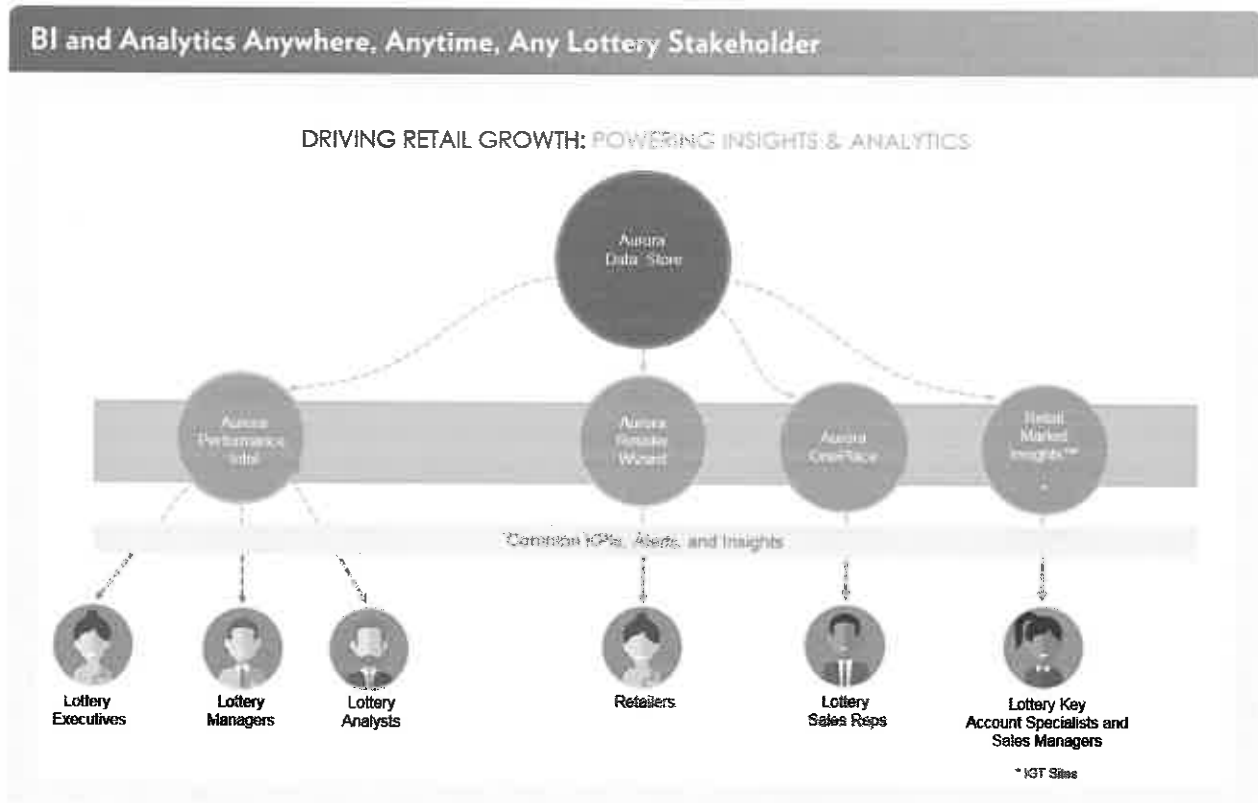 BI and Analytics Anywhere, Anytime, Any Lottery Stakeholder
DRIVING RETAIL GROWTH: POWERING INSIGHTS & ANALYTICS
Aurora
Data Store
Aurora
Performance
Intel
Aurora
Retailer
Wizard
Aurora
OnePlace
Retail
Market
Insights™
*
Common KPIs, Alerts, and Insights
Lottery
Executives
Lottery
Managers
Lottery
Analysts
Retailers
Lottery
Sales Reps
Lottery Key
Account Specialists and
Sales Managers
* IGT Sites